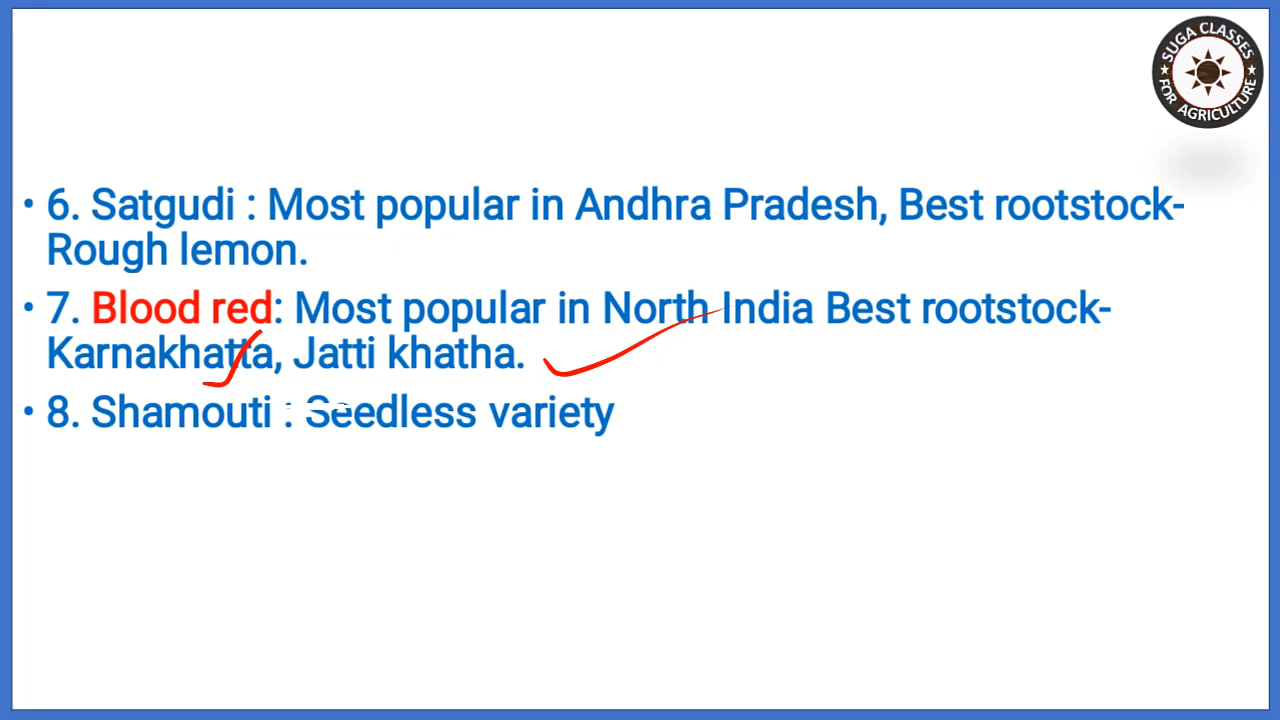 SUGA CLASSES
FOR AGRICULTURE
• 6. Satgudi : Most popular in Andhra Pradesh, Best rootstock-
Rough lemon.
• 7. Blood red: Most popular in North India Best rootstock-
Karnakhatta, Jatti khatha.
• 8. Shamouti : Seedless variety